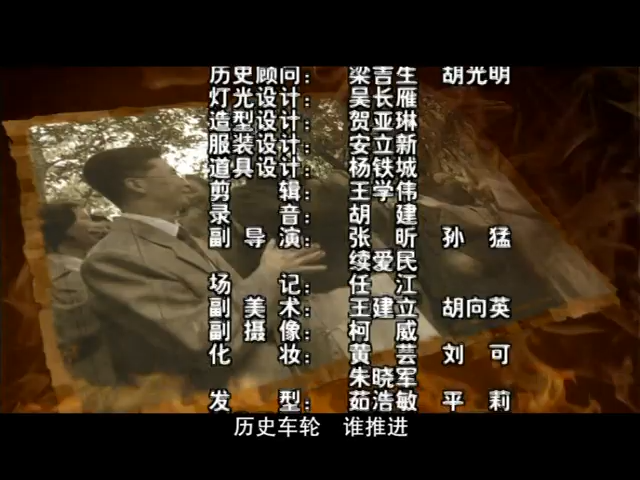 历史顾问： 梁吉生 胡光明
灯光设计： 吴长雁
造型设计： 贺亚琳
服装设计： 安立新
道具设计： 杨铁城
剪 辑： 王学伟
录 音： 胡 建
副导演： 张 昕 孙 猛
续爱民
场 记： 任 江
副美术： 王建立 胡向英
副摄像： 柯 威
化 妆： 黄 芸 刘 可
朱晓军
发 型： 茹浩敏 平 莉
历史车轮 谁推进